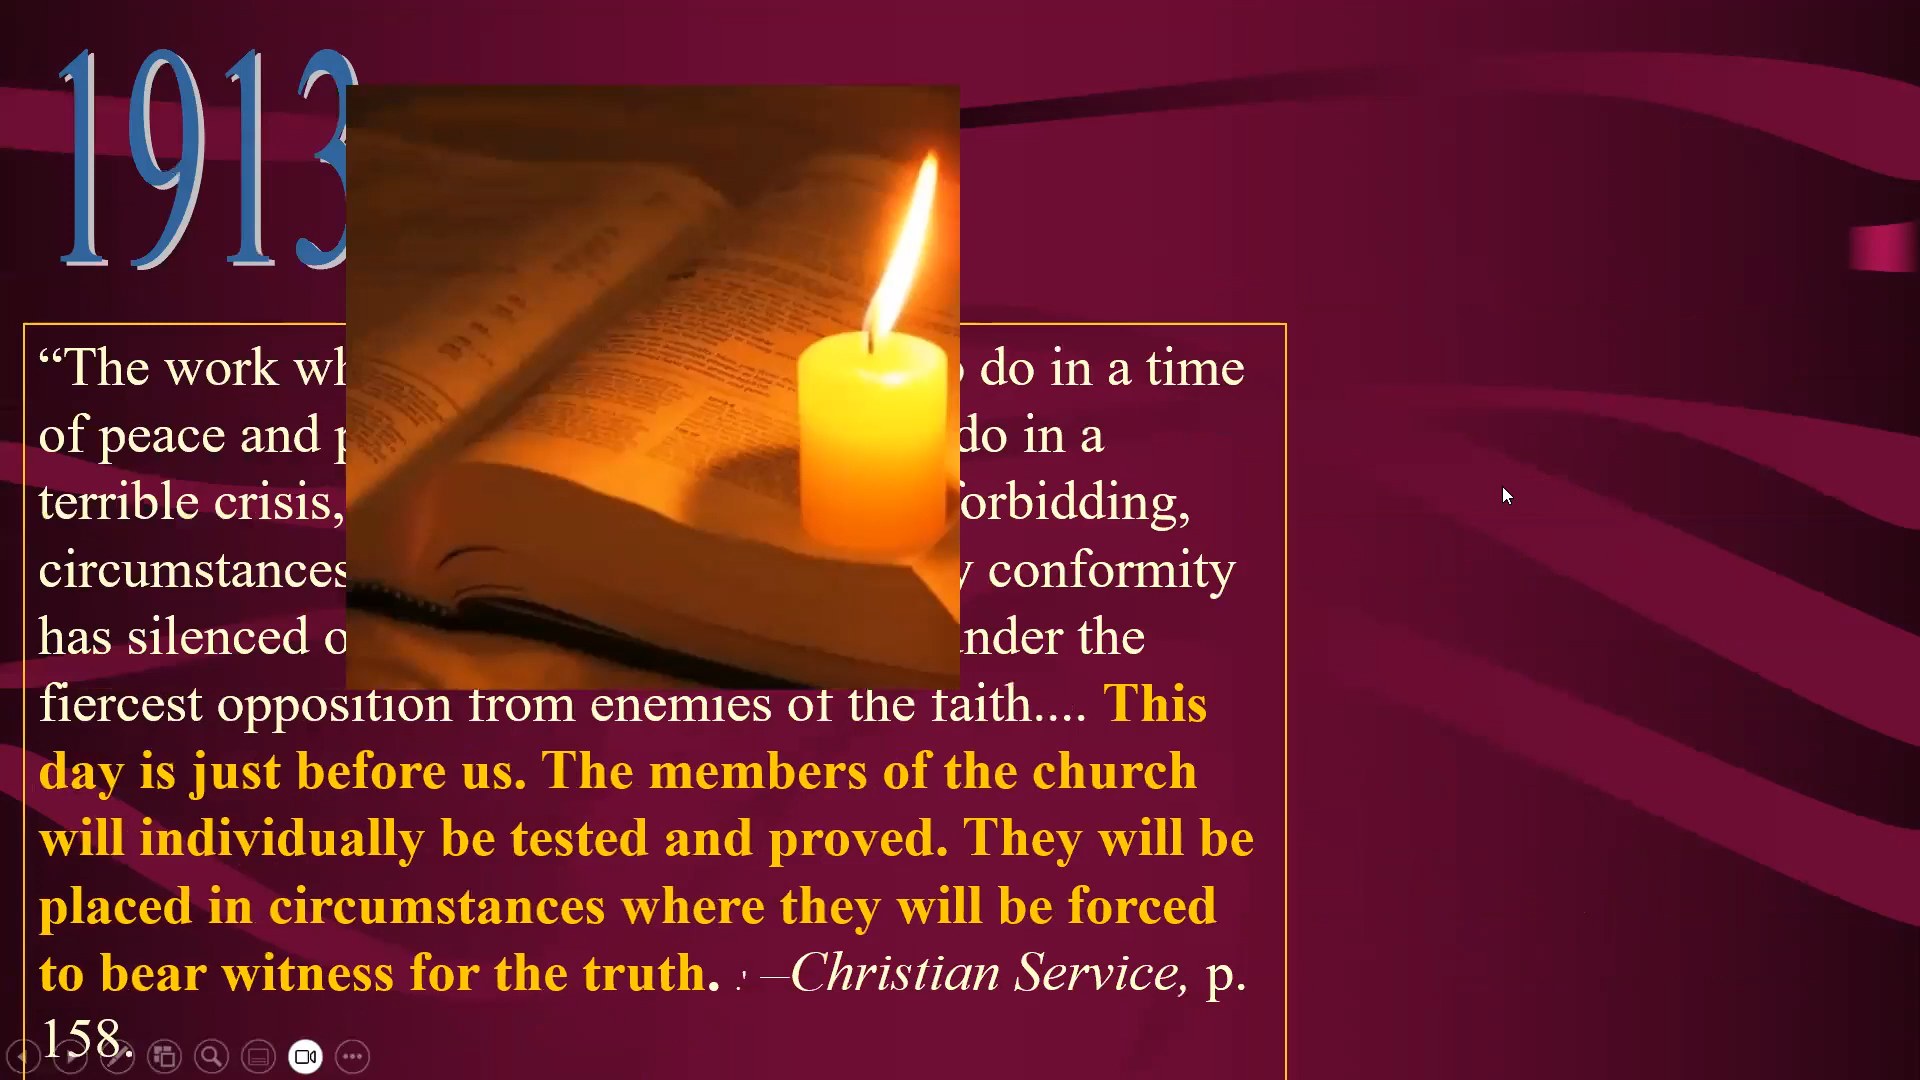 1913
“The work wh do in a time
of peace and p do in a
terrible crisis, orbidding,
circumstances y conformity
has silenced o nder the
fiercest opposition from enemies of the faith.... This
day is just before us. The members of the church
will individually be tested and proved. They will be
placed in circumstances where they will be forced
to bear witness for the truth. .' –Christian Service, p.
158.